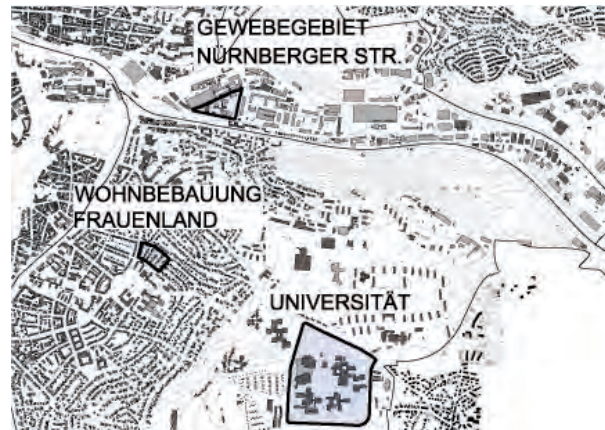 GEWEBEGEBIET
NÜRNBERGER STR.
WOHNBEBAUUNG
FRAUENLAND
UNIVERSITÄT